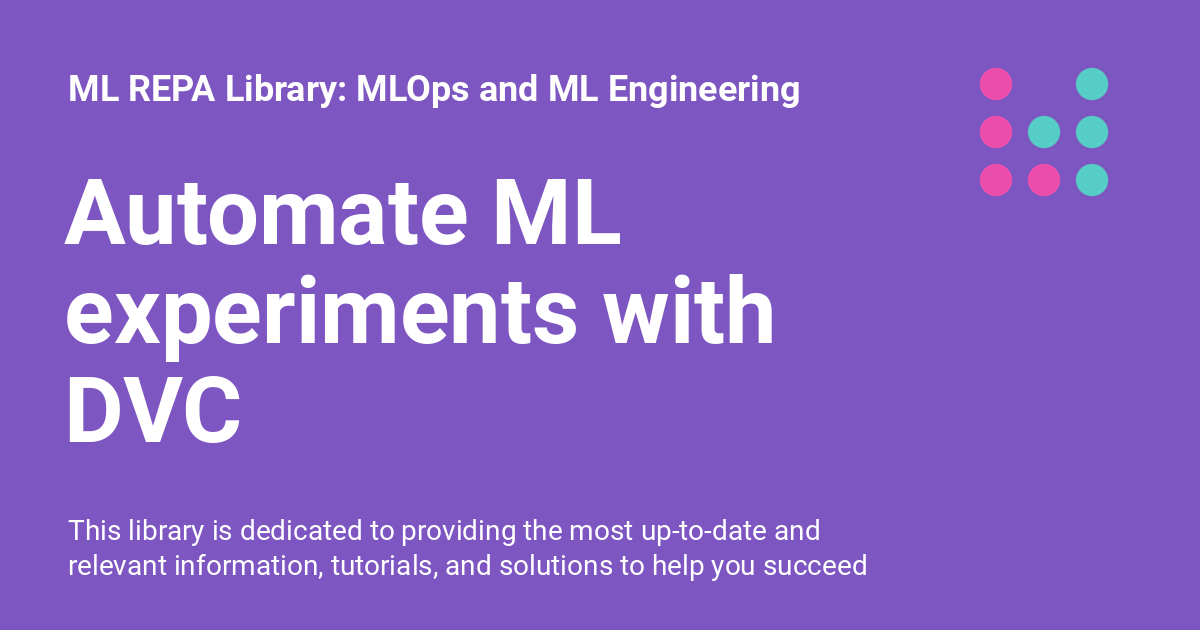 ML REPA Library: MLOps and ML Engineering
Automate ML
experiments with
DVC
This library is dedicated to providing the most up-to-date and
relevant information, tutorials, and solutions to help you succeed